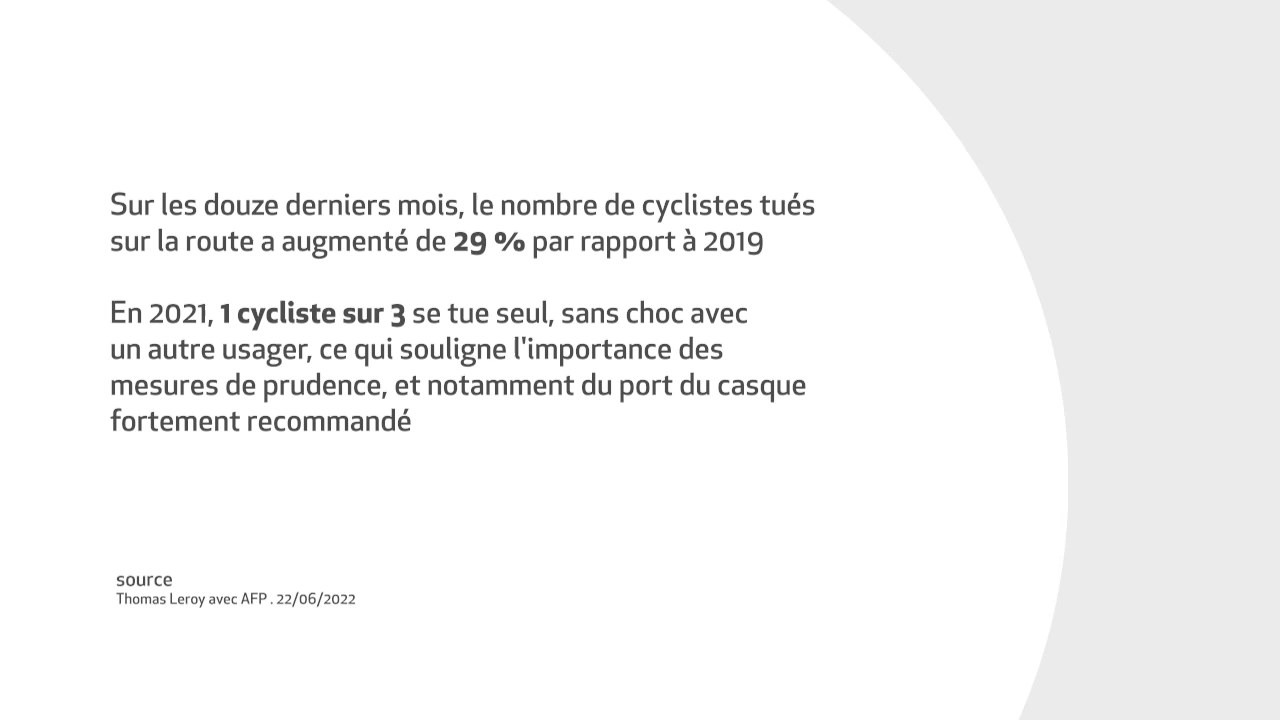 Sur les douze derniers mois, le nombre de cyclistes tués
sur la route a augmenté de 29 % par rapport à 2019
En 2021, 1 cycliste sur 3 se tue seul, sans choc avec
un autre usager, ce qui souligne l'importance des
mesures de prudence, et notamment du port du casque
fortement recommandé
source
Thomas Leroy avec AFP . 22/06/2022